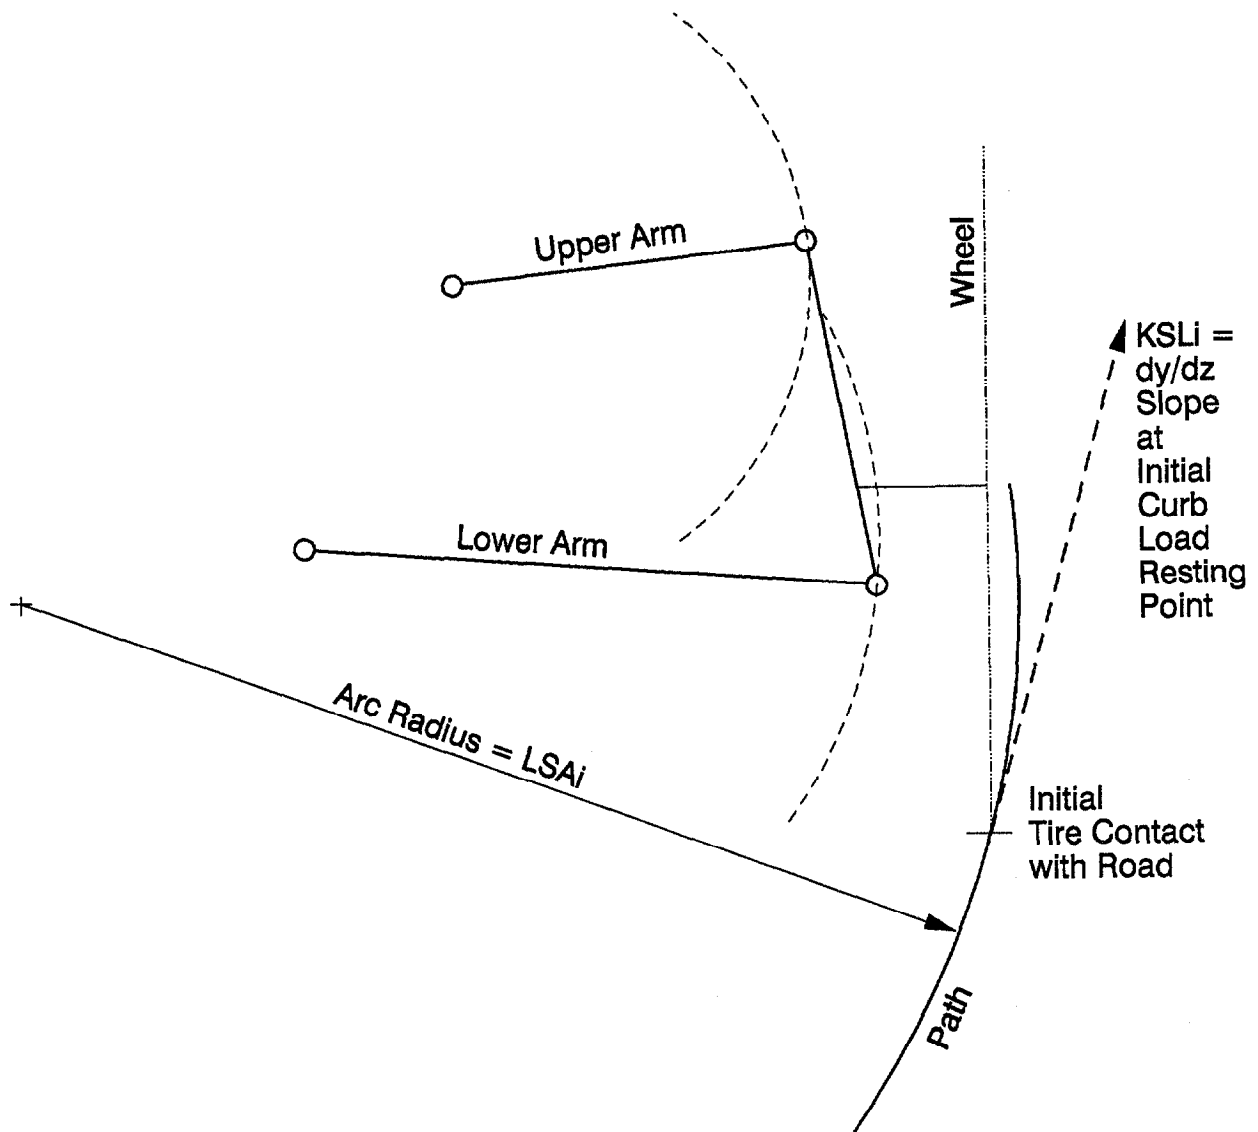 Upper Arm
Wheel
KSLi =
dy/dz
Slope
at
Initial
Curb
Load
Resting
Point
Lower Arm
Arc Radius = LSAi
Initial
Tire Contact
with Road
Path